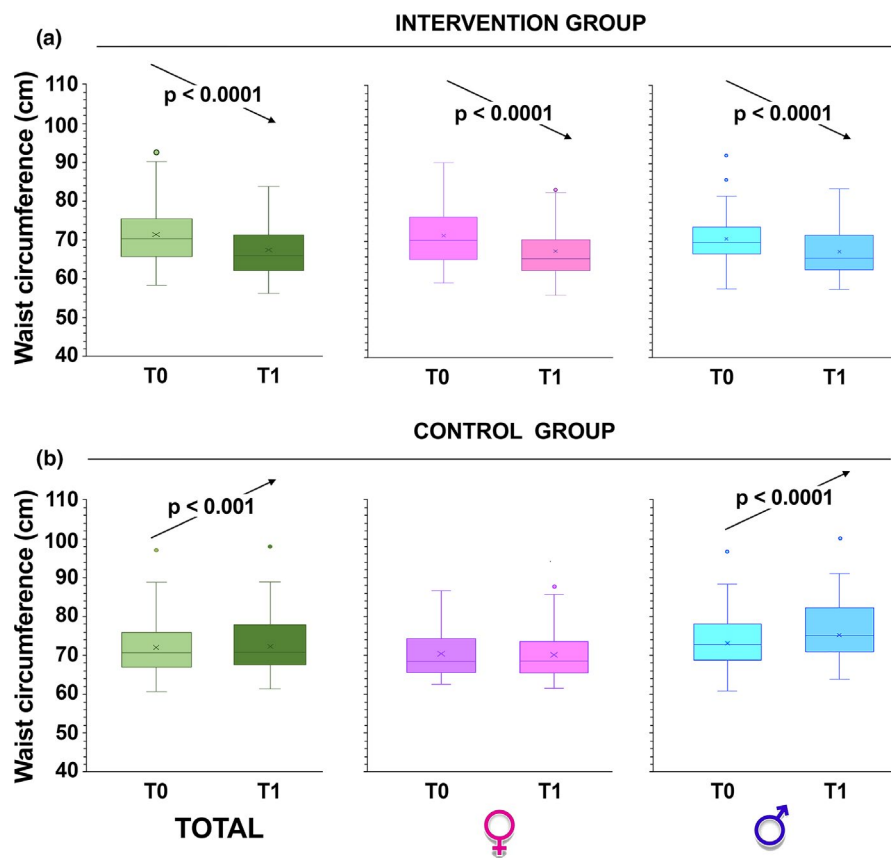 (a)
INTERVENTION GROUP
Waist circumference (cm)
110
100
90
80
70
60
50
40
p < 0.0001
p < 0.0001
p < 0.0001
T0 T1
T0 T1
T0 T1
(b)
CONTROL GROUP
Waist circumference (cm)
110
100
90
80
70
60
50
40
p < 0.001
p < 0.0001
T0 T1
T0 T1
T0 T1
TOTAL ♀ ♂